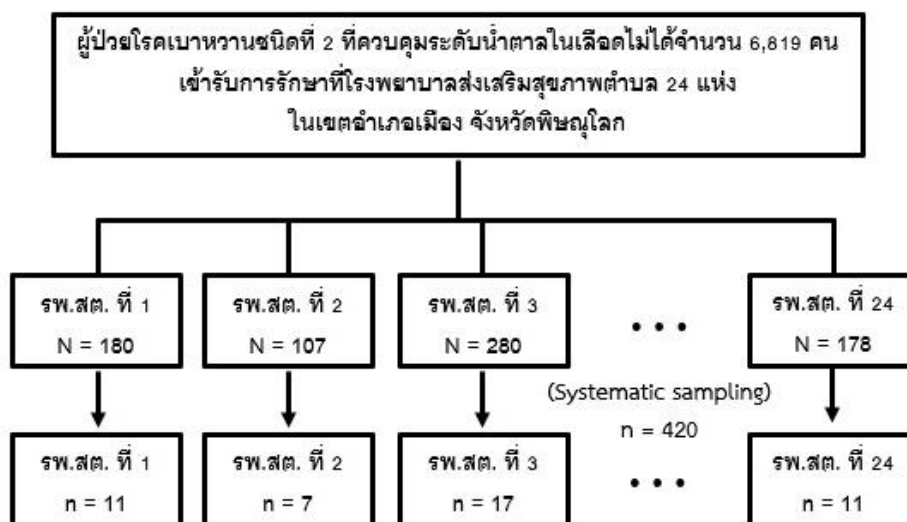 ผู้ป่วยโรคเบาหวานชนิดที่ 2 ที่ควบคุมระดับน้ำตาลในเลือดไม่ได้จำนวน 6,819 คน
เข้ารับการรักษาที่โรงพยาบาลส่งเสริมสุขภาพตำบล 24 แห่ง
ในเขตอำเภอเมือง จังหวัดพิษณุโลก
รพ.สต. ที่ 1
N = 180
รพ.สต. ที่ 2
N = 107
รพ.สต. ที่ 3
N = 280
• • •
รพ.สต. ที่ 24
N = 178
(Systematic sampling)
n = 420
รพ.สต. ที่ 1
n = 11
รพ.สต. ที่ 2
n = 7
รพ.สต. ที่ 3
n = 17
• • •
รพ.สต. ที่ 24
n = 11